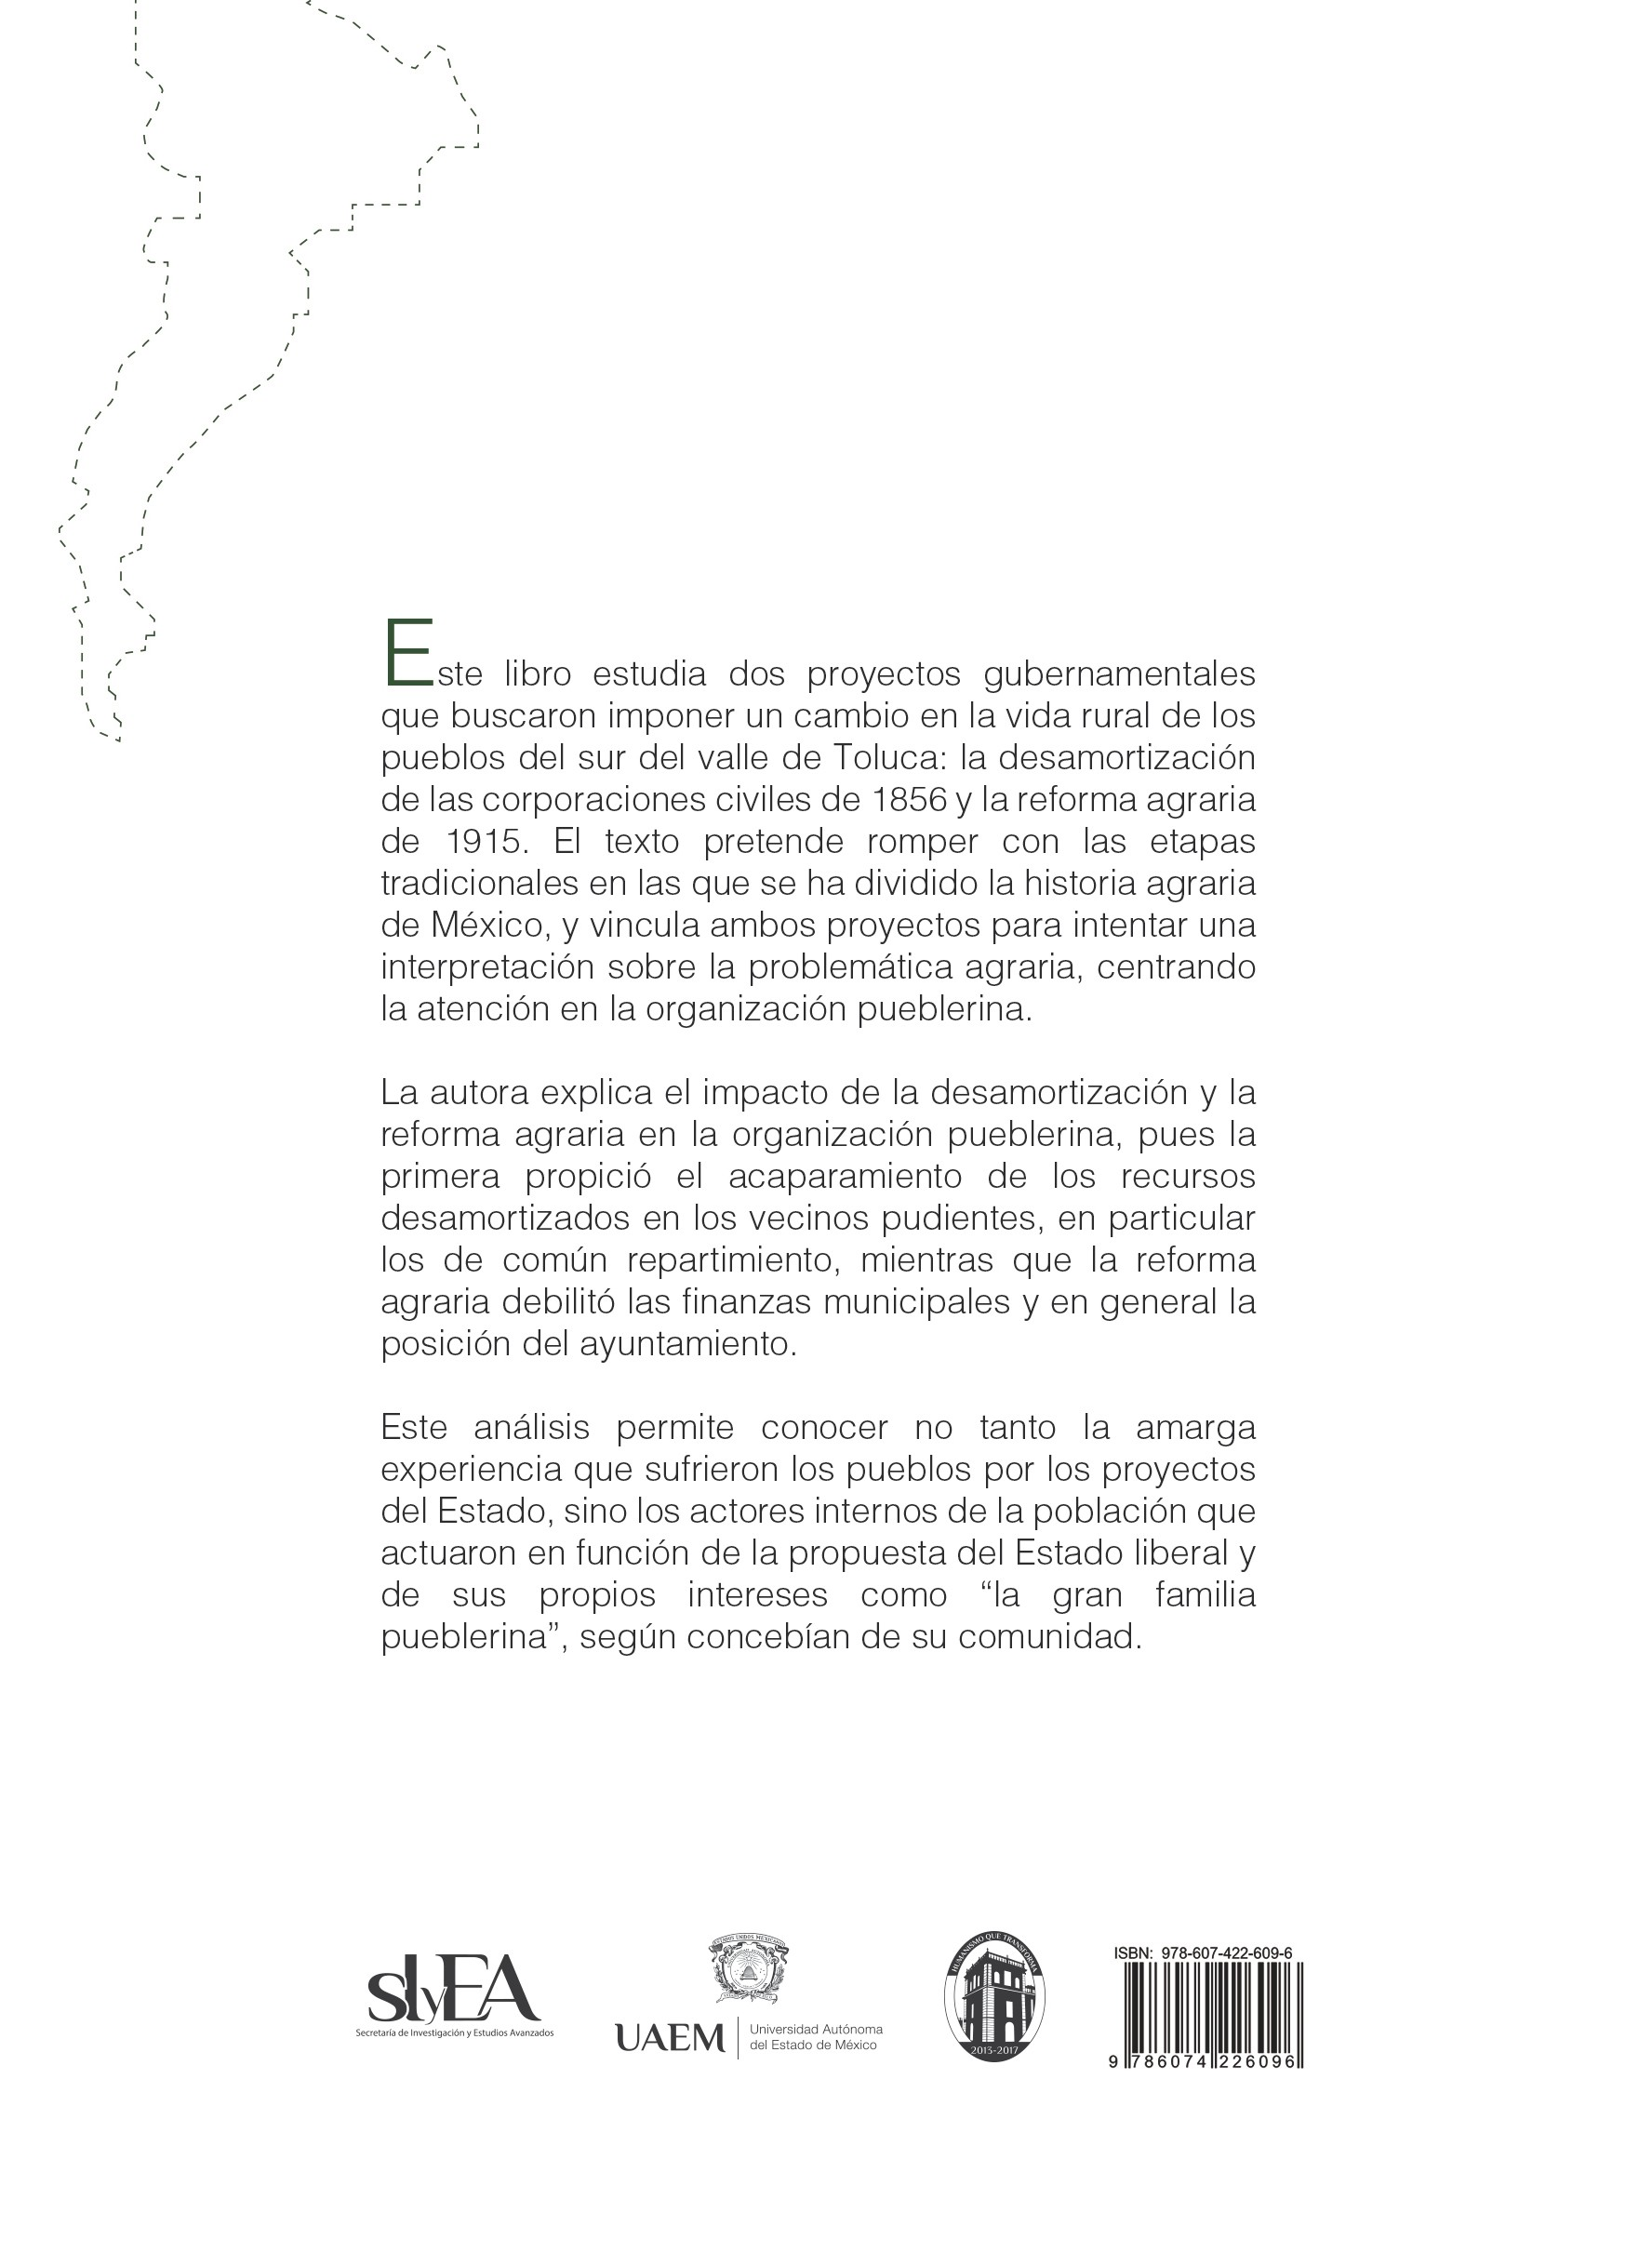 Este libro estudia dos proyectos gubernamentales
que buscaron imponer un cambio en la vida rural de los
pueblos del sur del valle de Toluca: la desamortización
de las corporaciones civiles de 1856 y la reforma agraria
de 1915. El texto pretende romper con las etapas
tradicionales en las que se ha dividido la historia agraria
de México, y vincula ambos proyectos para intentar una
interpretación sobre la problemática agraria, centrando
la atención en la organización pueblerina.
La autora explica el impacto de la desamortización y la
reforma agraria en la organización pueblerina, pues la
primera propició el acaparamiento de los recursos
desamortizados en los vecinos pudientes, en particular
los de común repartimiento, mientras que la reforma
agraria debilitó las finanzas municipales y en general la
posición del ayuntamiento.
Este análisis permite conocer no tanto la amarga
experiencia que sufrieron los pueblos por los proyectos
del Estado, sino los actores internos de la población que
actuaron en función de la propuesta del Estado liberal y
de sus propios intereses como “la gran familia
pueblerina”, según concebían de su comunidad.
sIyEA
Secretaría de Investigación y Estudios Avanzados
ESTADOS UNIDOS MEXICANOS
UAEM
Universidad Autónoma
del Estado de México
HUMANISMO QUE TRANSFORMA
2013-2017
ISBN: 978-607-422-609-6
9 786074 226096